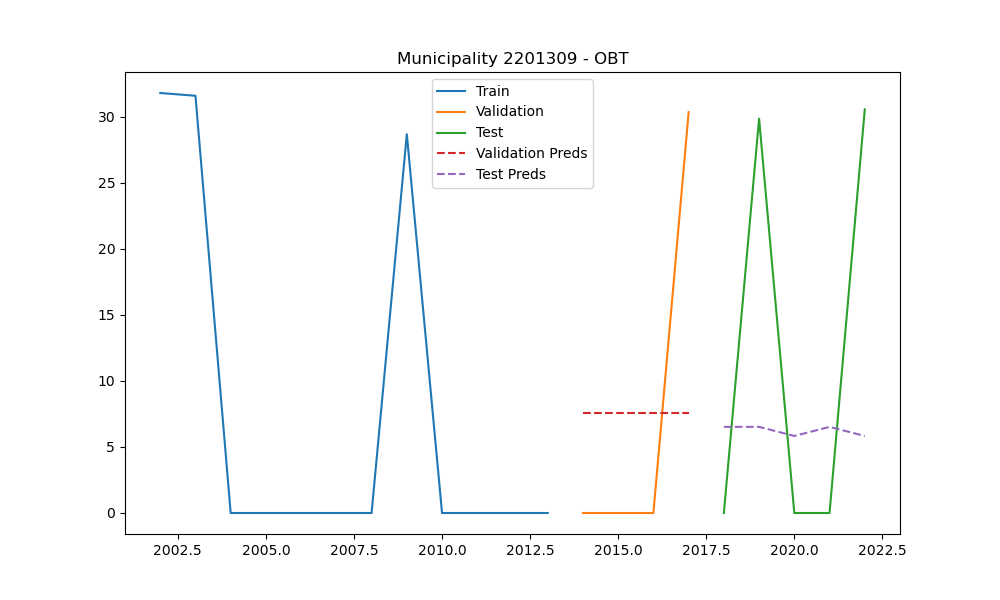 Municipality 2201309 - OBT
Train
Validation
Test
Validation Preds
Test Preds
30
25
20
15
10
5
0
2002.5 2005.0 2007.5 2010.0 2012.5 2015.0 2017.5 2020.0 2022.5